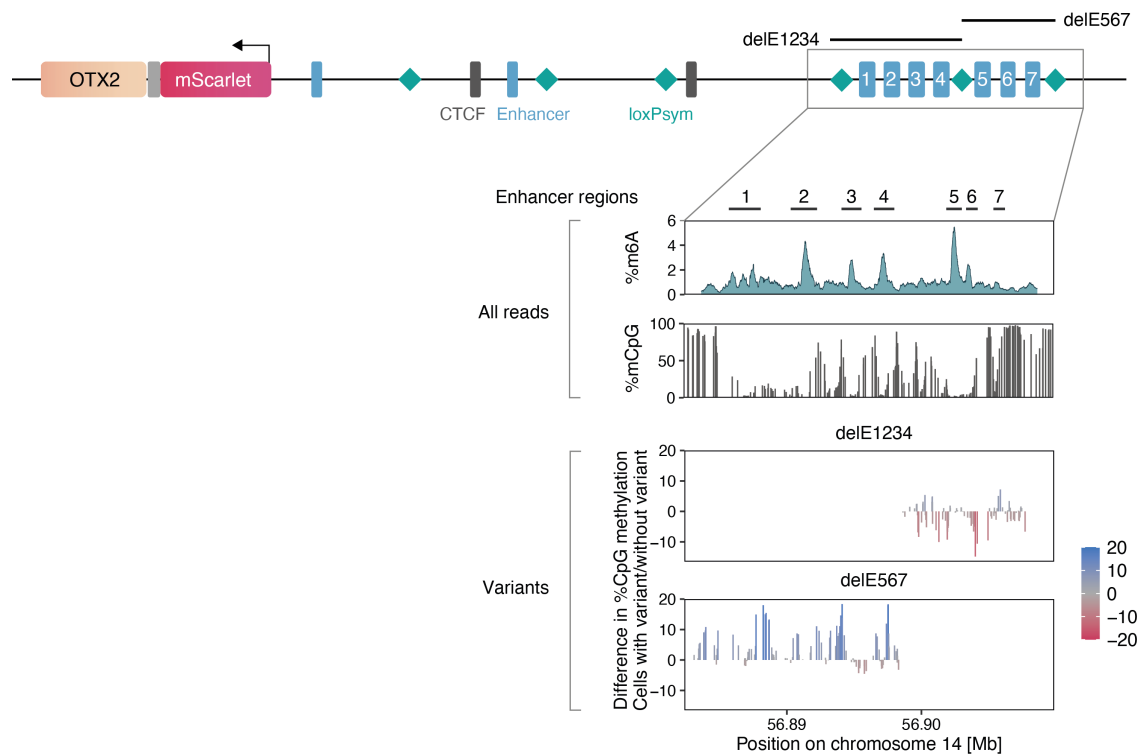 delE567
delE1234
OTX2
mScarlet
1 2 3 4 5 6 7
CTCF Enhancer loxPsym
Enhancer regions 1 2 3 4 5 6 7
All reads
%m6A
6
4
2
0
%mCpG
100
50
0
Variants
Difference in %CpG methylation
Cells with variant/without variant
delE1234
20
10
0
−10
delE567
20
10
0
−10
56.89 56.90
Position on chromosome 14 [Mb]
20
10
0
−10
−20